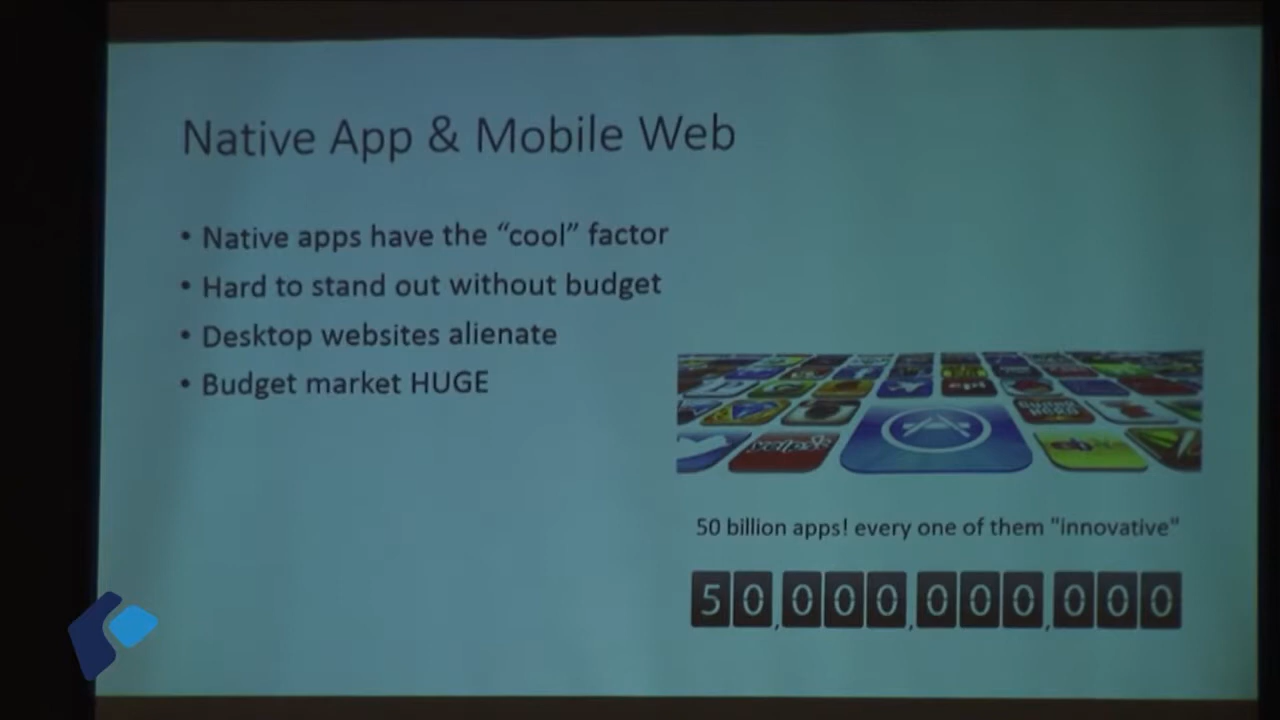 Native App & Mobile Web
• Native apps have the “cool” factor
• Hard to stand out without budget
• Desktop websites alienate
• Budget market HUGE
50 billion apps! every one of them "innovative"
50,000,000,000